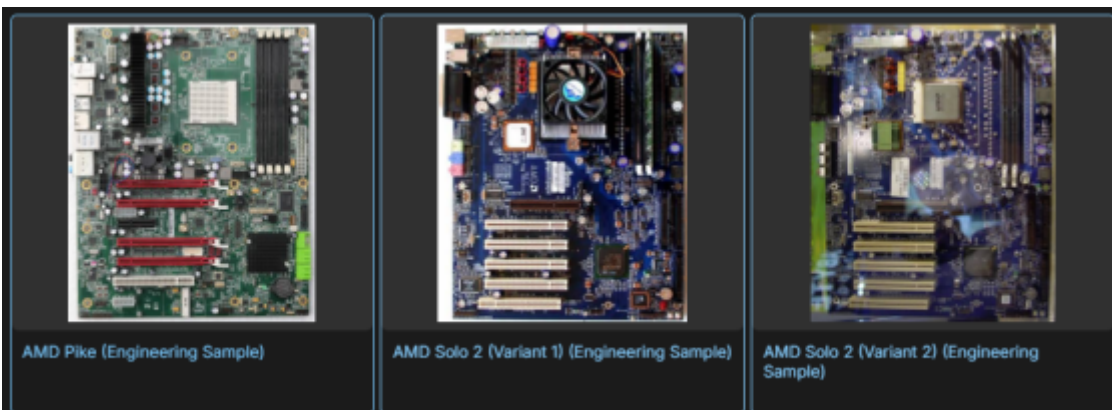 AMD Pike (Engineering Sample)
AMD Solo 2 (Variant 1) (Engineering Sample)
AMD Solo 2 (Variant 2) (Engineering
Sample)